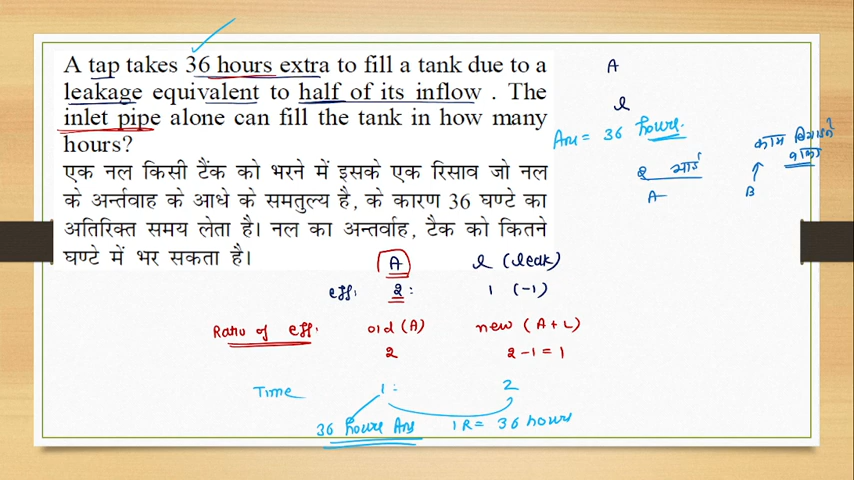 A tap takes 36 hours extra to fill a tank due to a
leakage equivalent to half of its inflow . The
inlet pipe alone can fill the tank in how many
hours?
एक नल किसी टैंक को भरने में इसके एक रिसाव जो नल
के अर्न्तवाह के आधे के समतुल्य है, के कारण 36 घण्टे का
अतिरिक्त समय लेता है। नल का अन्तर्वाह, टैक को कितने
घण्टे में भर सकता है।
A
l
Ans = 36 hours.
काम
२ भाई
A
B
A l (leak)
eff. 2 : 1 (-1)
Ratio of eff. old (A) new (A+L)
2 2-1=1
Time 1 : 2
36 hours Ans 1R = 36 hours